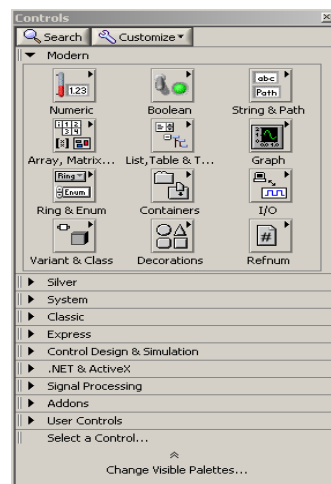 Controls
Search Customize
Modern
1.23
abc
Path
Numeric Boolean String & Path
Array, Matrix... List,Table & T... Graph
Ring
Enum
Ring & Enum Containers I/O
#
Variant & Class Decorations Refnum
Silver
System
Classic
Express
Control Design & Simulation
.NET & ActiveX
Signal Processing
Addons
User Controls
Select a Control...
Change Visible Palettes...